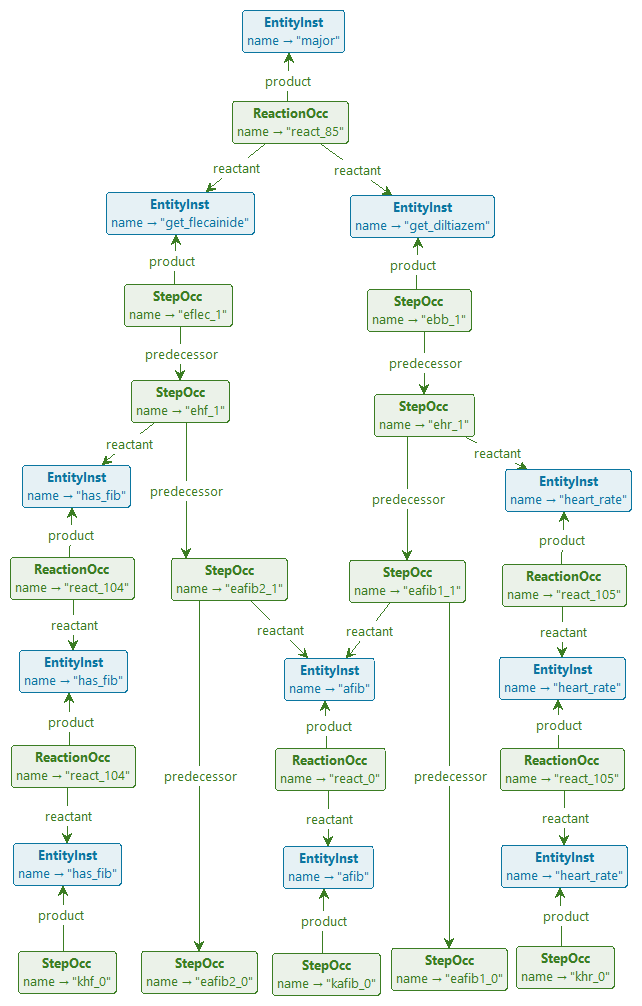 EntityInst
name → "major"
product
ReactionOcc
name → "react_85"
reactant
reactant
EntityInst
name → "get_flecainide"
EntityInst
name → "get_diltiazem"
product
product
StepOcc
name → "eflec_1"
StepOcc
name → "ebb_1"
predecessor
predecessor
StepOcc
name → "ehf_1"
StepOcc
name → "ehr_1"
reactant
reactant
EntityInst
name → "has_fib"
predecessor
predecessor
EntityInst
name → "heart_rate"
product
product
ReactionOcc
name → "react_104"
StepOcc
name → "eafib2_1"
StepOcc
name → "eafib1_1"
ReactionOcc
name → "react_105"
reactant
reactant
reactant
reactant
EntityInst
name → "has_fib"
EntityInst
name → "afib"
EntityInst
name → "heart_rate"
product
product
product
ReactionOcc
name → "react_104"
predecessor
ReactionOcc
name → "react_0"
predecessor
ReactionOcc
name → "react_105"
reactant
reactant
reactant
EntityInst
name → "has_fib"
EntityInst
name → "afib"
EntityInst
name → "heart_rate"
product
product
product
StepOcc
name → "khf_0"
StepOcc
name → "eafib2_0"
StepOcc
name → "kafib_0"
StepOcc
name → "eafib1_0"
StepOcc
name → "khr_0"